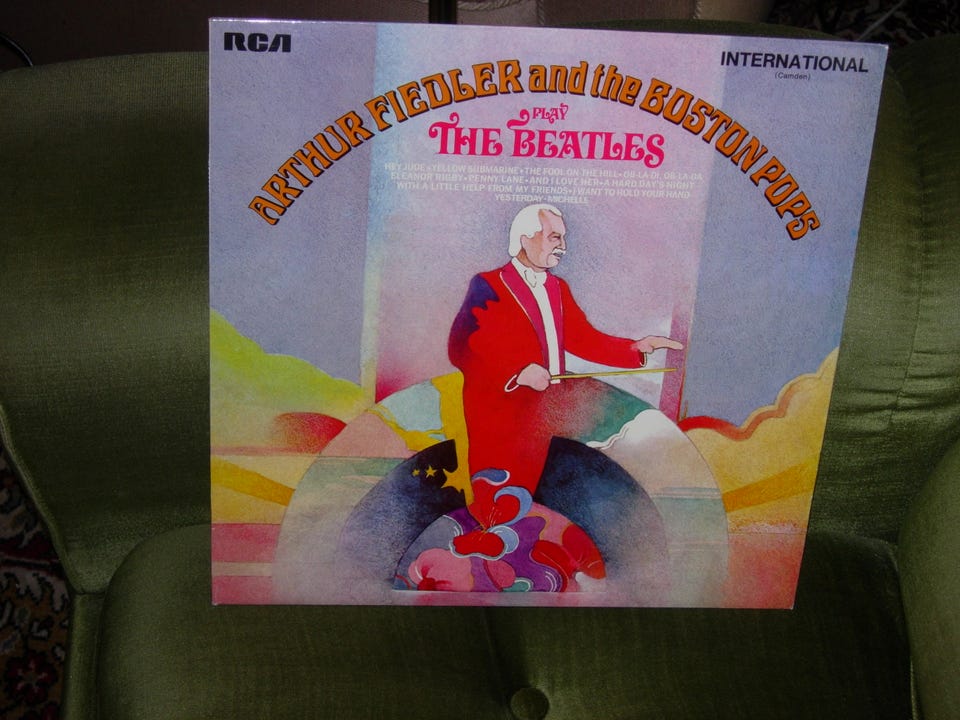 RCA
INTERNATIONAL
(Camden)
ARTHUR FIEDLER and the BOSTON POPS
PLAY
THE BEATLES
HEY JUDE • YELLOW SUBMARINE • THE FOOL ON THE HILL • OB-LA-DI, OB-LA-DA
ELEANOR RIGBY • PENNY LANE • AND I LOVE HER • A HARD DAY'S NIGHT
WITH A LITTLE HELP FROM MY FRIENDS • I WANT TO HOLD YOUR HAND
YESTERDAY • MICHELLE